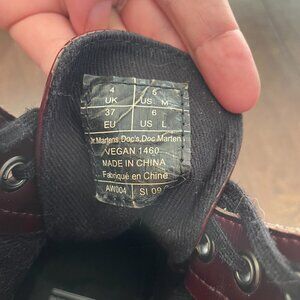 4 5
UK US M
37 6
EU US L
Dr.Martens,Doc's,Doc Marten
VEGAN 1460
MADE IN CHINA
Fabriqué en Chine
AW004 SI 09